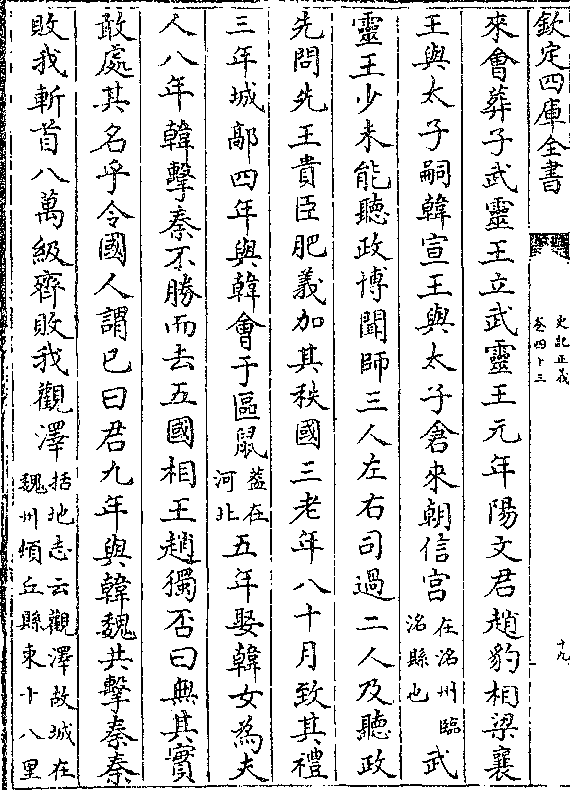 欽定四庫全書
史記正義
卷四十三
十九
來會葬子武靈王立武靈王元年陽文君趙豹相梁襄
王與太子嗣韓宣王與太子倉來朝信宮在洺州臨洺縣也武
靈王少未能聽政博聞師三人左右司過二人及聽政
先問先王貴臣肥義加其秩國三老年八十月致其禮
三年城鄗四年與韓會于區鼠蓋在河北五年娶韓女為夫
人八年韓擊秦不勝而去五國相王趙獨否曰無其實
敢處其名乎令國人謂已曰君九年與韓魏共擊秦秦
敗我斬首八萬級齊敗我觀澤括地志云觀澤故城在魏州頓丘縣東十八里